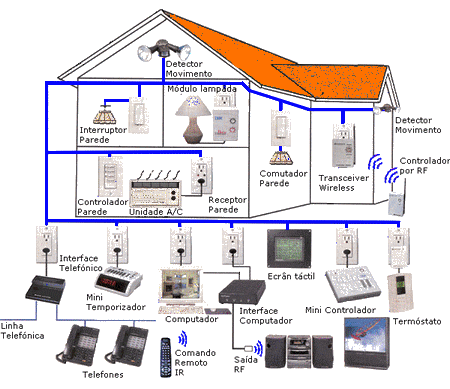 Detector
Movimento
Módulo lampada
Interruptor
Parede
Comutador
Parede
Transceiver
Wireless
Detector
Movimento
Controlador
por RF
Controlador
Parede
Unidade A/C
Receptor
Parede
Interface
Telefónico
Ecrân táctil
Mini
Temporizador
Computador
Interface
Computador
Mini Controlador
Termóstato
Linha
Telefónica
Telefones
Comando
Remoto
IR
Saída
RF